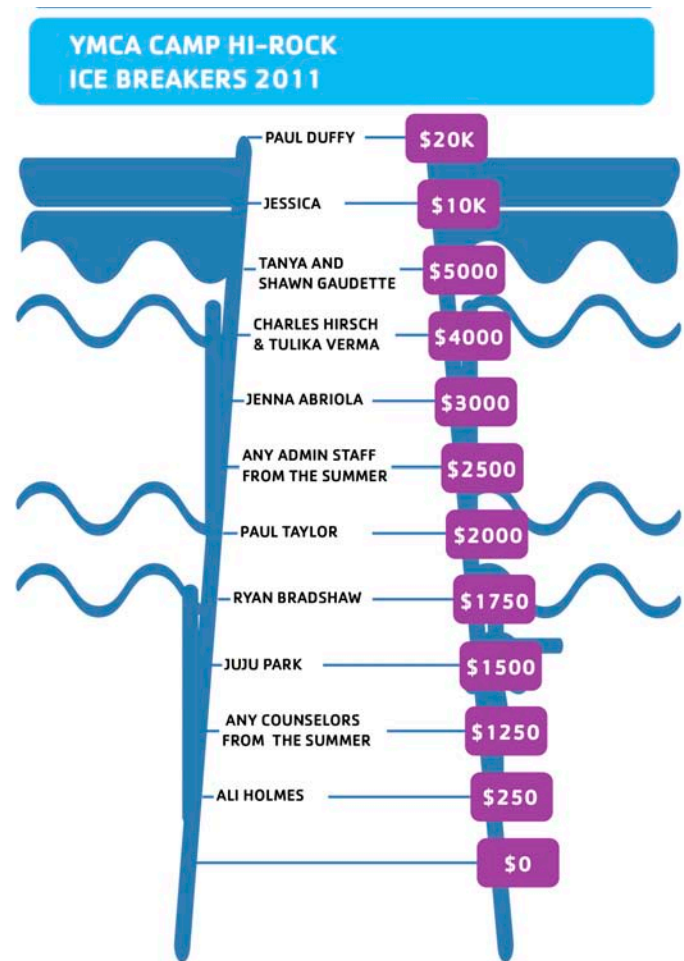 YMCA CAMP HI-ROCK
ICE BREAKERS 2011
PAUL DUFFY $20K
JESSICA $10K
TANYA AND
SHAWN GAUDETTE $5000
CHARLES HIRSCH
& TULIKA VERMA $4000
JENNA ABRIOLA $3000
ANY ADMIN STAFF
FROM THE SUMMER $2500
PAUL TAYLOR $2000
RYAN BRADSHAW $1750
JUJU PARK $1500
ANY COUNSELORS
FROM THE SUMMER $1250
ALI HOLMES $250
$0